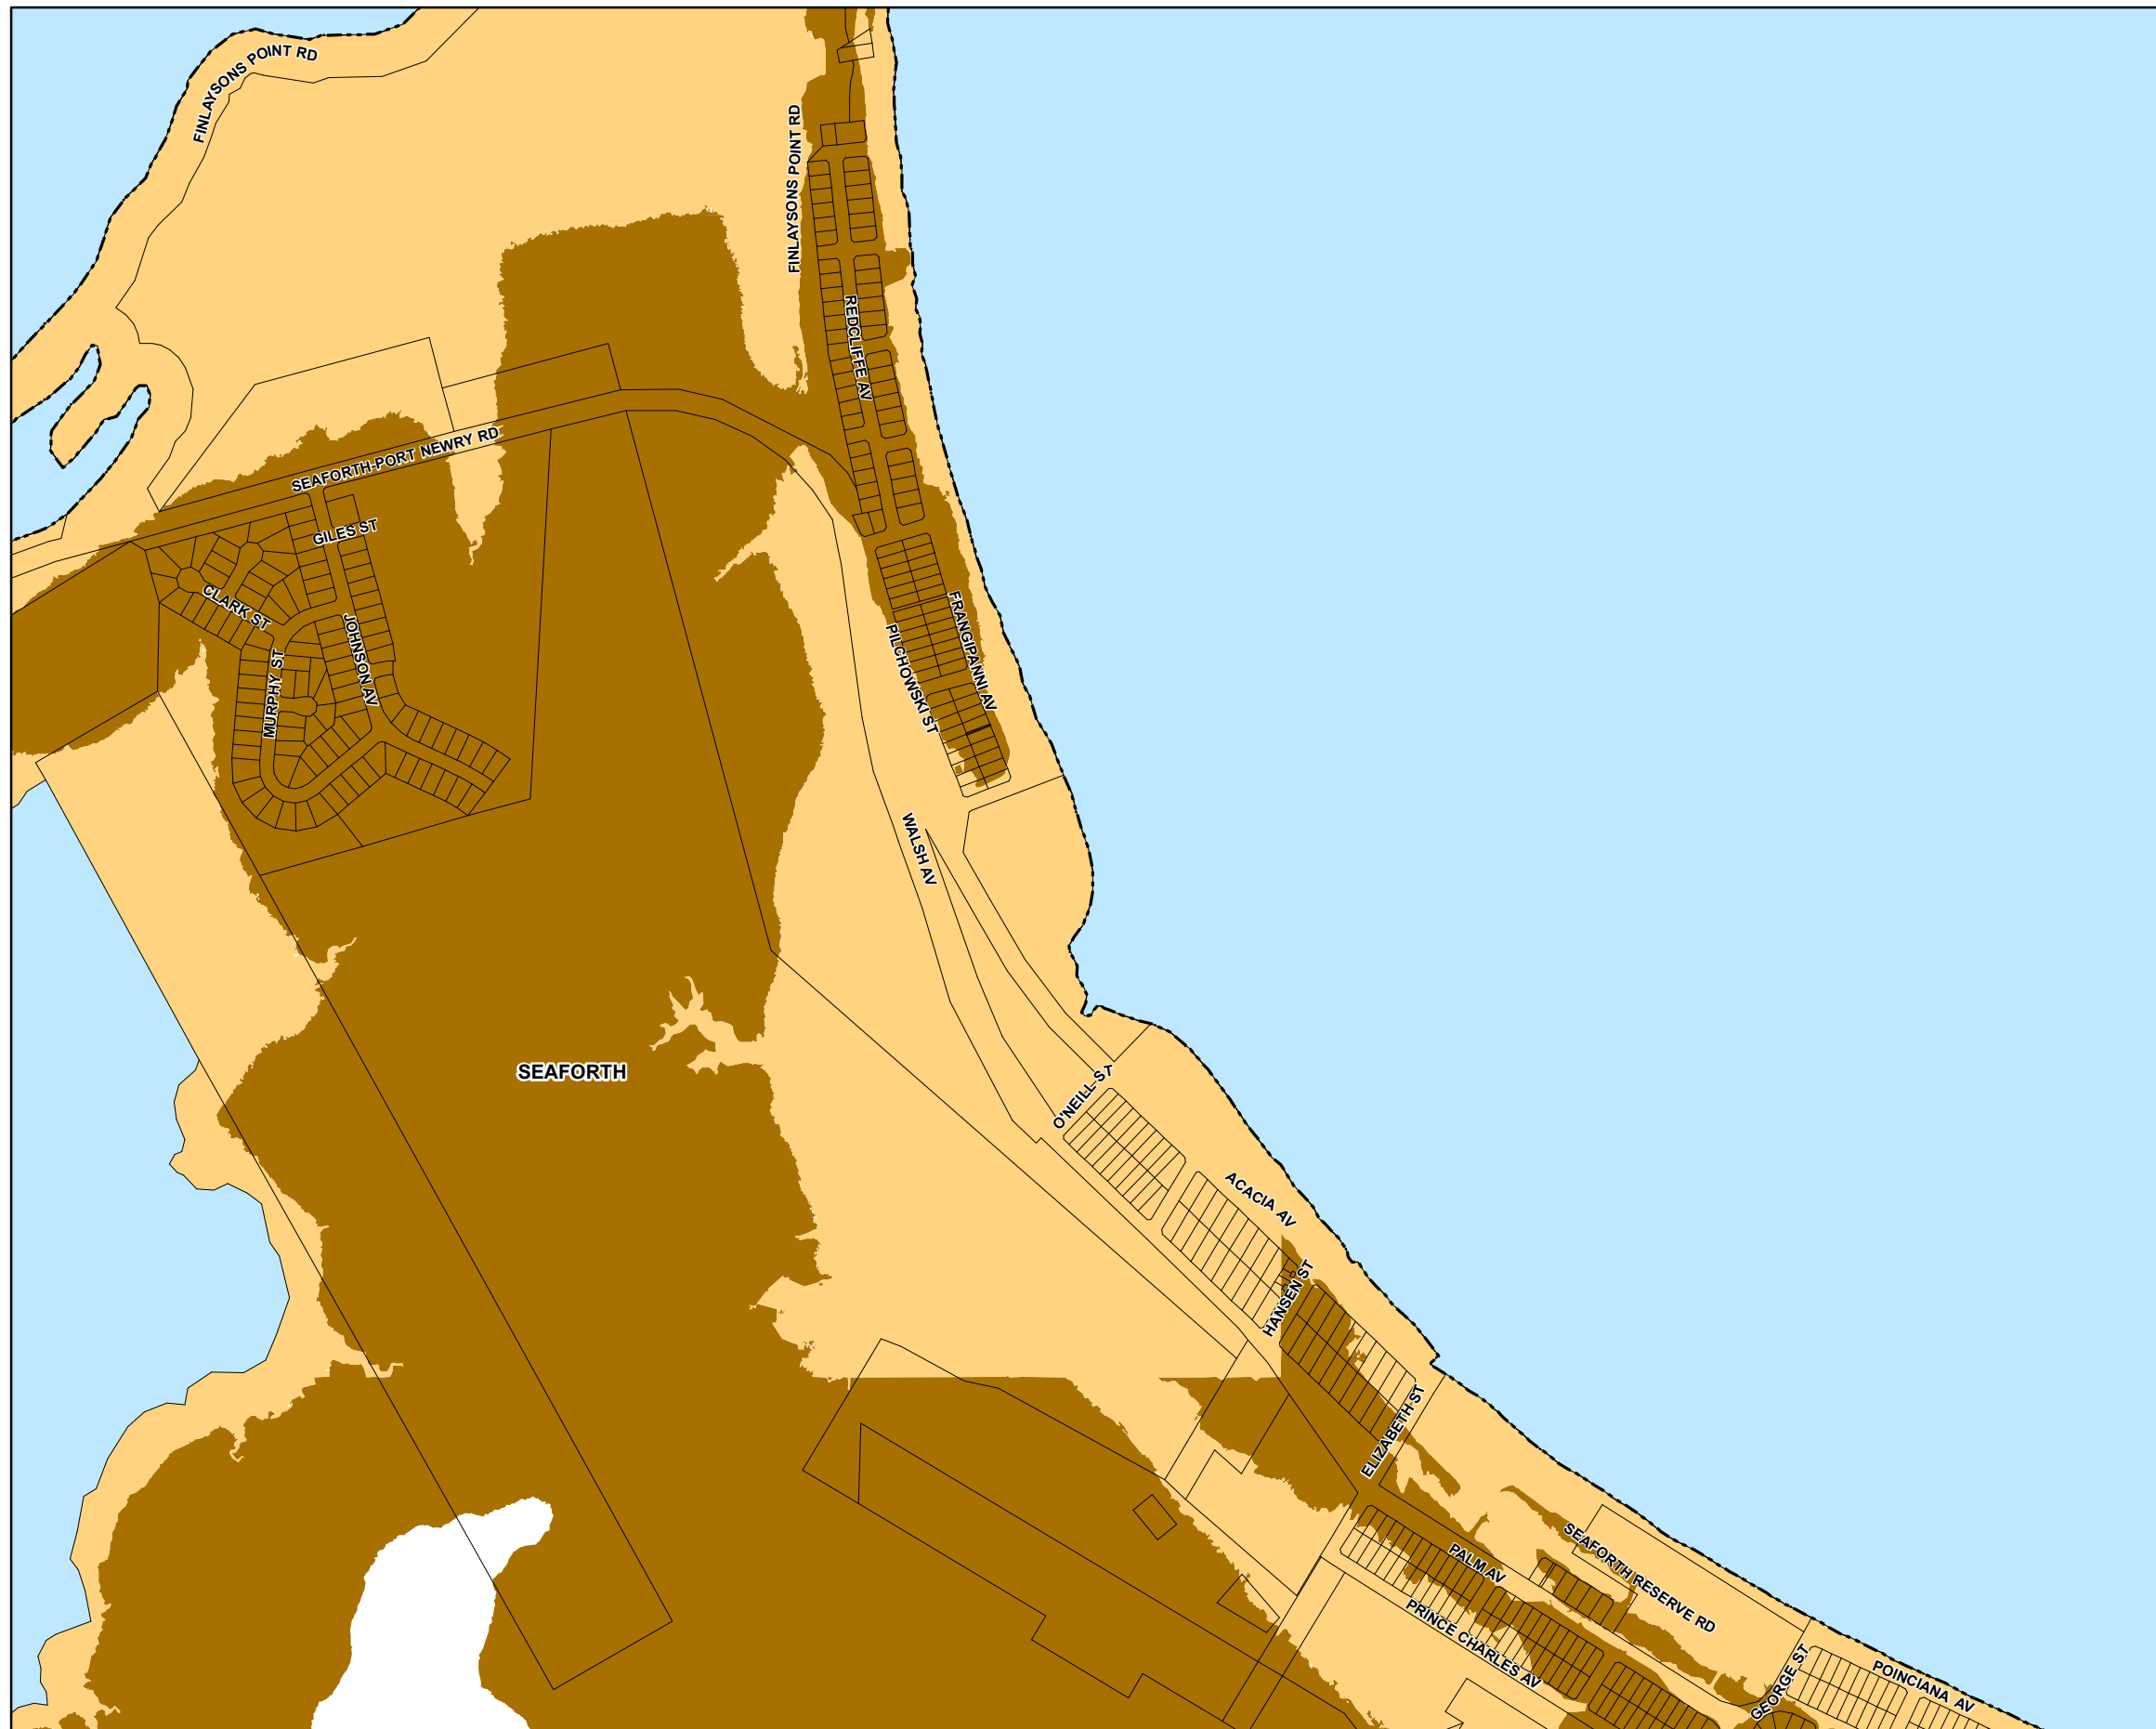 FINLAYSONS POINT RD
FINLAYSONS POINT RD
REDCLIFFE AV
SEAFORTH-PORT NEWRY RD
GILES ST
CLARK ST
JOHNSON AV
MURPHY ST
FRANGIPANNI AV
PILCHOWSKI ST
WALSH AV
SEAFORTH
O'NEILL ST
ACACIA AV
HANSEN ST
ELIZABETH ST
PALM AV
SEAFORTH RESERVE RD
PRINCE CHARLES AV
GEORGE ST
POINCIANA AV